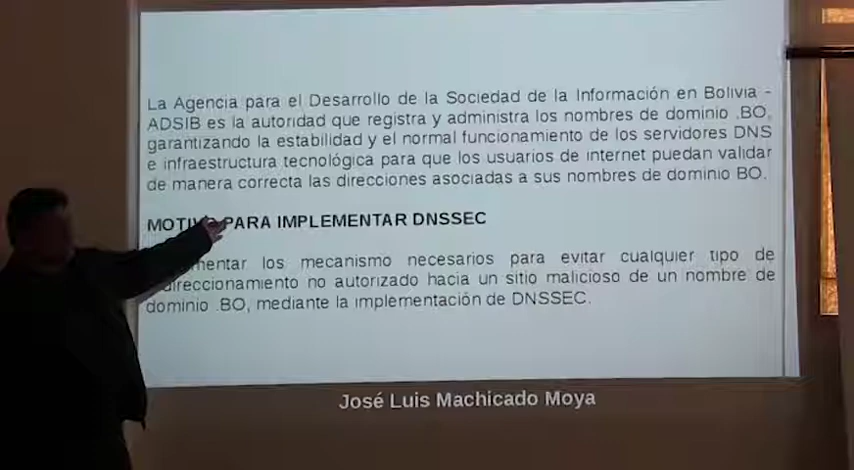 La Agencia para el Desarrollo de la Sociedad de la Información en Bolivia -
ADSIB es la autoridad que registra y administra los nombres de dominio .BO,
garantizando la estabilidad y el normal funcionamiento de los servidores DNS
e infraestructura tecnológica para que los usuarios de internet puedan validar
de manera correcta las direcciones asociadas a sus nombres de dominio BO.
MOTIVO PARA IMPLEMENTAR DNSSEC
los mecanismo necesarios para evitar cualquier tipo de
no autorizado hacia un sitio malicioso de un nombre de
dominio .BO, mediante la implementación de DNSSEC.
José Luis Machicado Moya